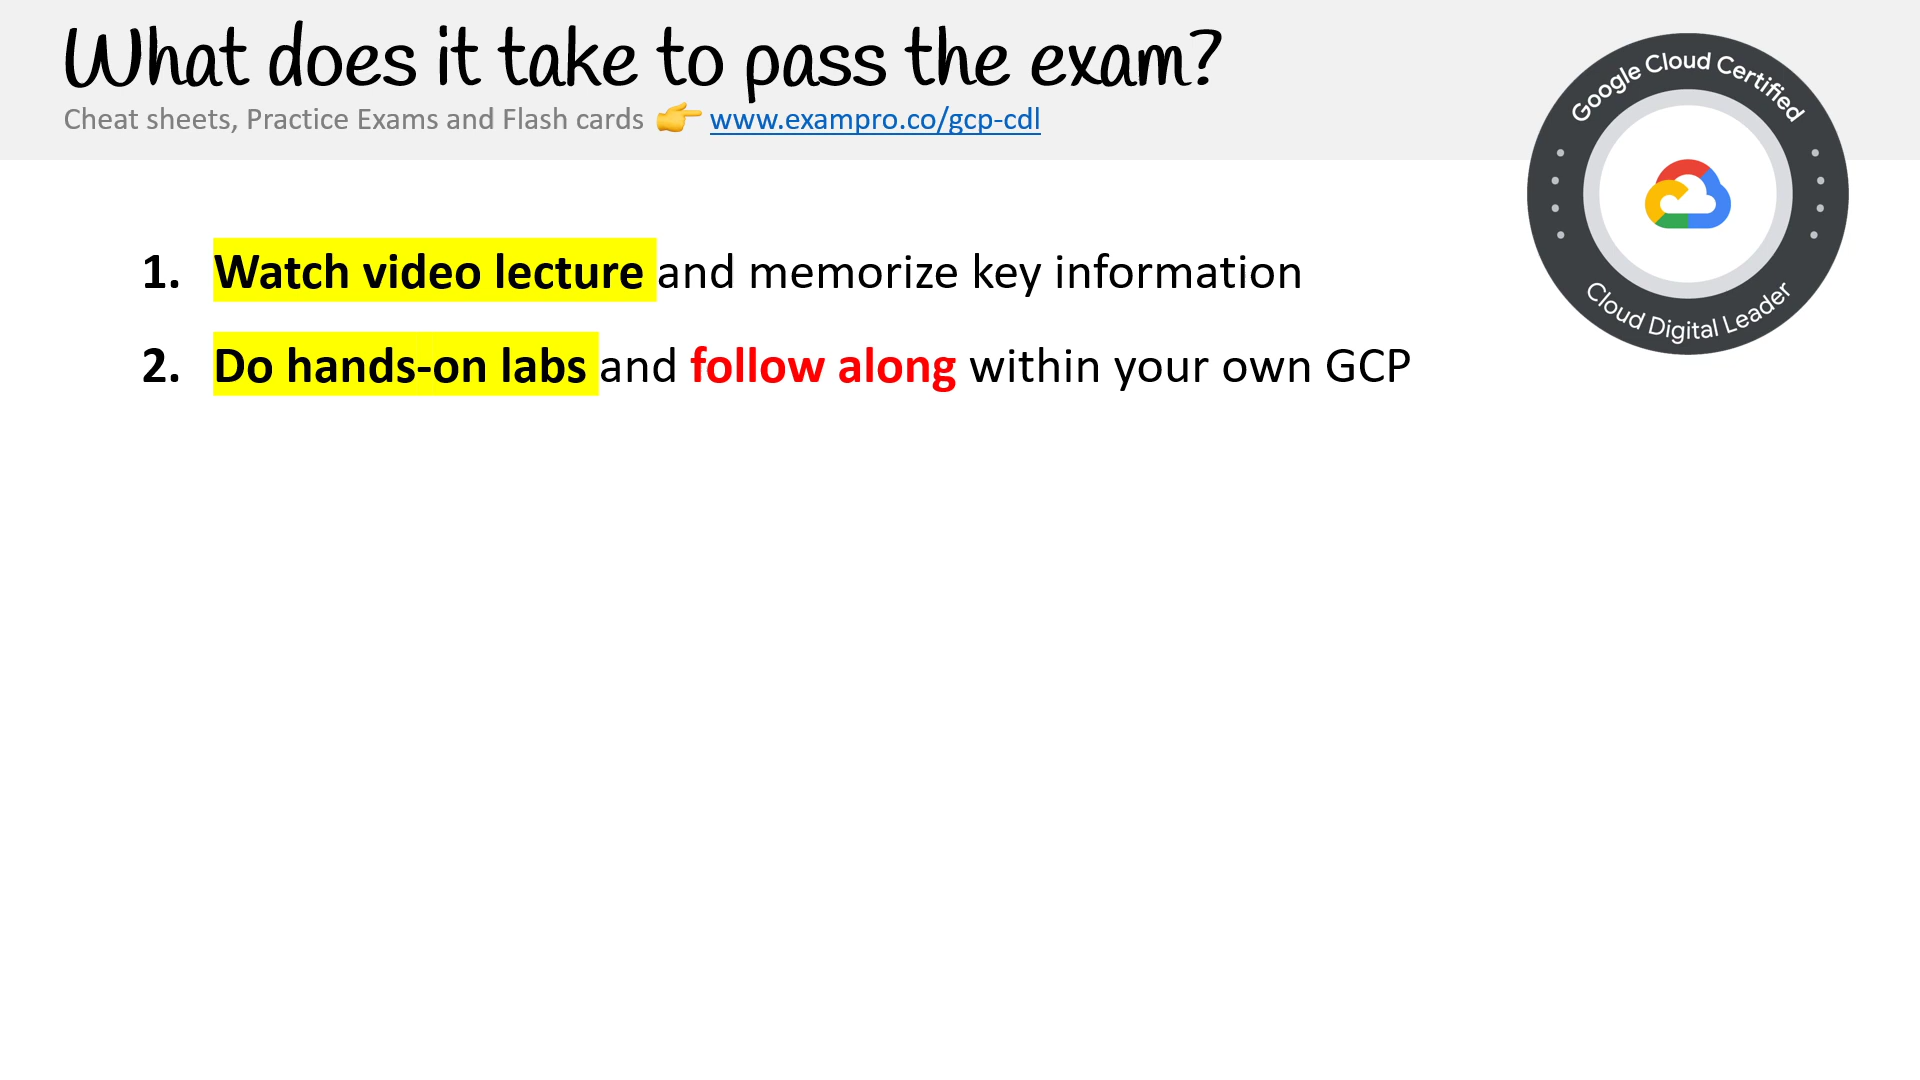 What does it take to pass the exam?
Cheat sheets, Practice Exams and Flash cards 👉 www.exampro.co/gcp-cdl
Google Cloud Certified
Cloud Digital Leader
1. Watch video lecture and memorize key information
2. Do hands-on labs and follow along within your own GCP